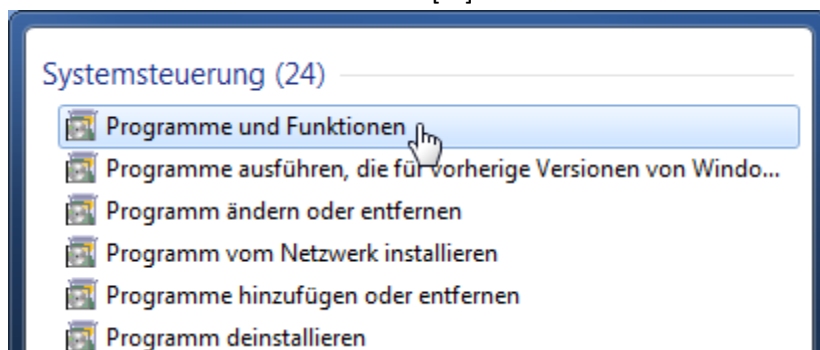 Systemsteuerung (24)
Programme und Funktionen
Programme ausführen, die für vorherige Versionen von Windo...
Programm ändern oder entfernen
Programm vom Netzwerk installieren
Programme hinzufügen oder entfernen
Programm deinstallieren